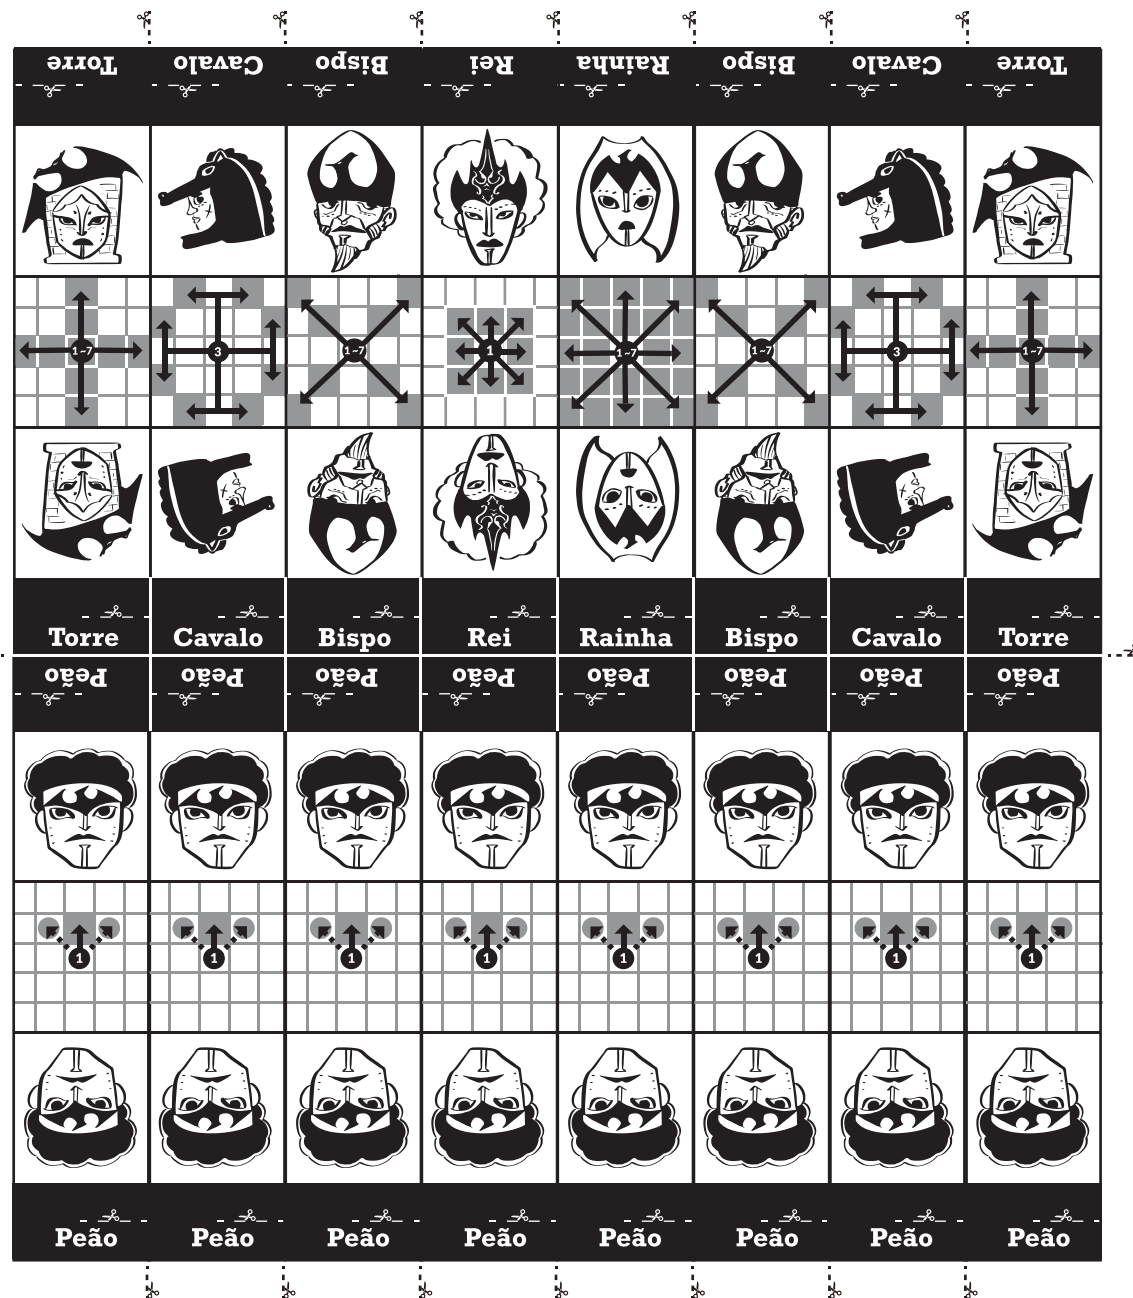 Torre Cavalo Bispo Rei Rainha Bispo Cavalo Torre
1~7 3 1~7 1 1~7 1~7 3 1~7
Torre Cavalo Bispo Rei Rainha Bispo Cavalo Torre
Peão Peão Peão Peão Peão Peão Peão Peão
1 1 1 1 1 1 1 1
Peão Peão Peão Peão Peão Peão Peão Peão